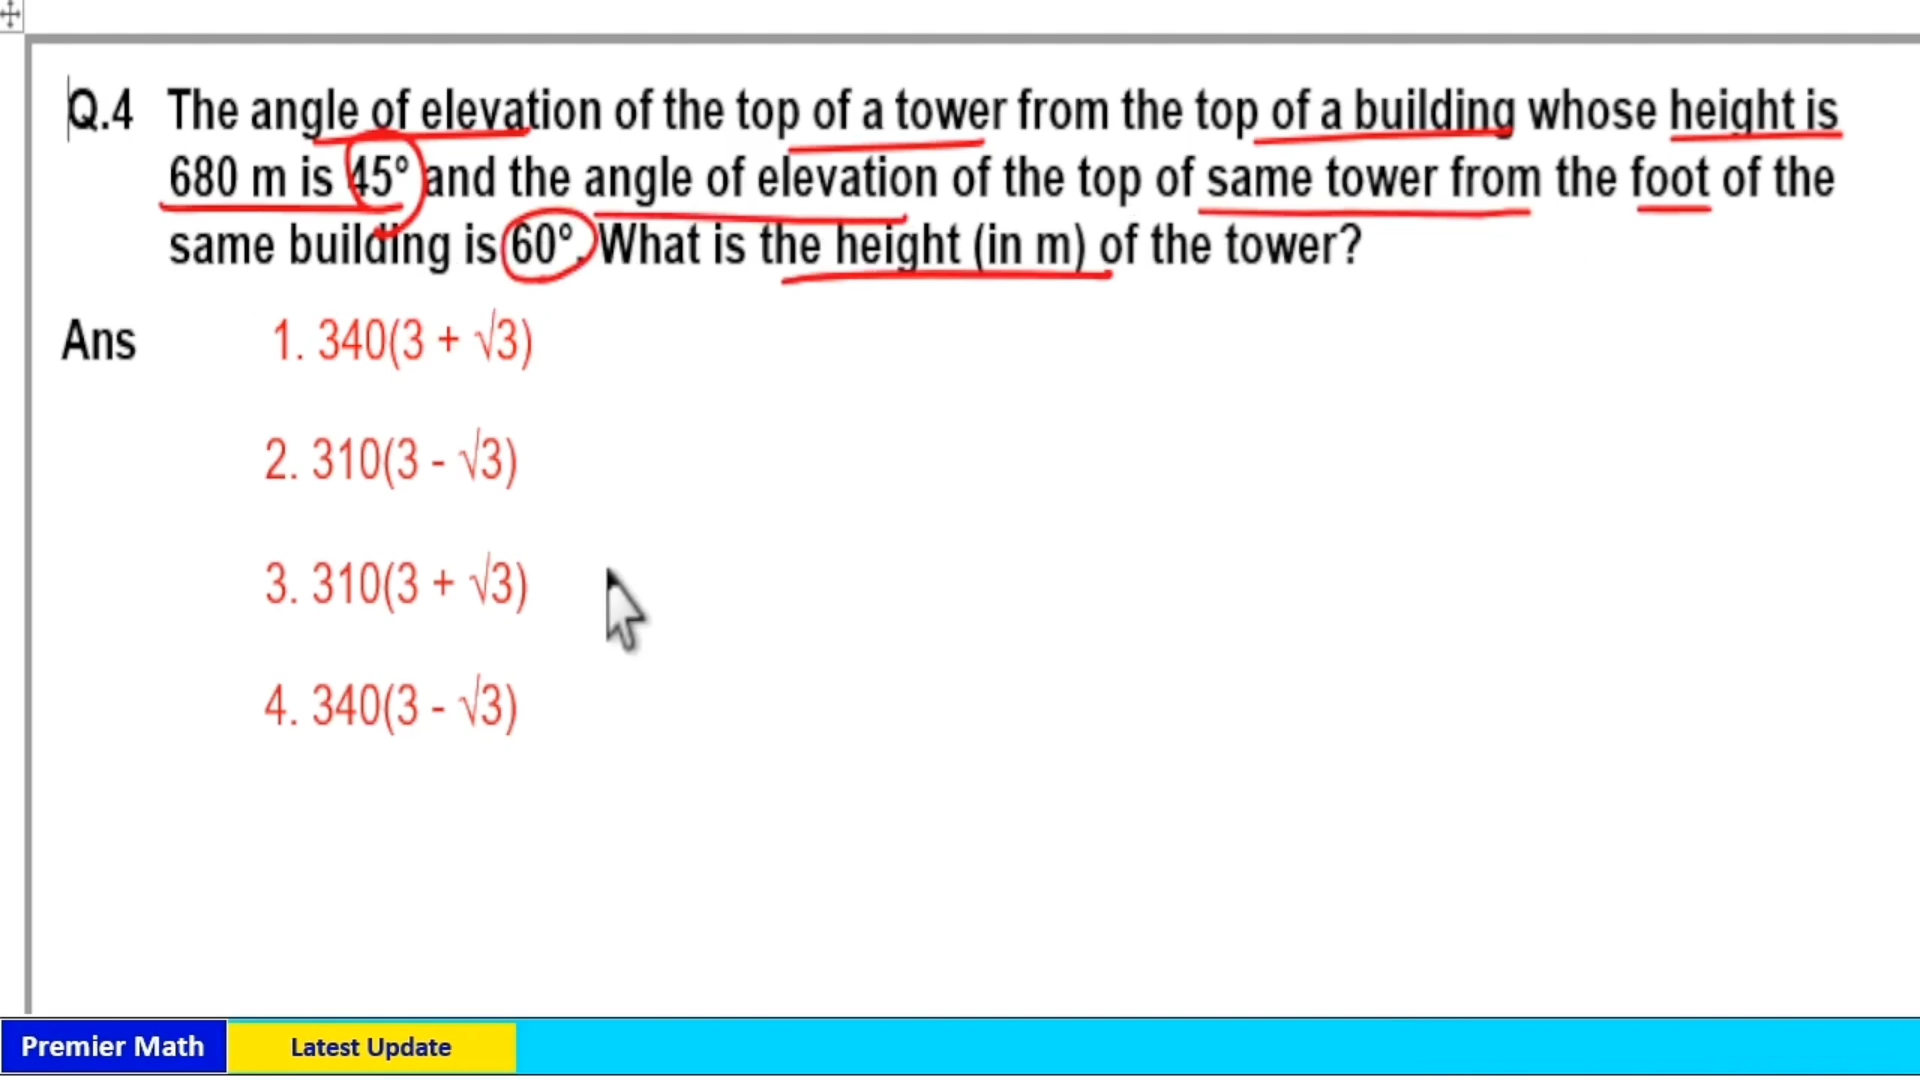 Q.4 The angle of elevation of the top of a tower from the top of a building whose height is
680 m is 45° and the angle of elevation of the top of same tower from the foot of the
same building is 60°. What is the height (in m) of the tower?
Ans 1. 340(3 + √3)
2. 310(3 - √3)
3. 310(3 + √3)
4. 340(3 - √3)
Premier Math Latest Update